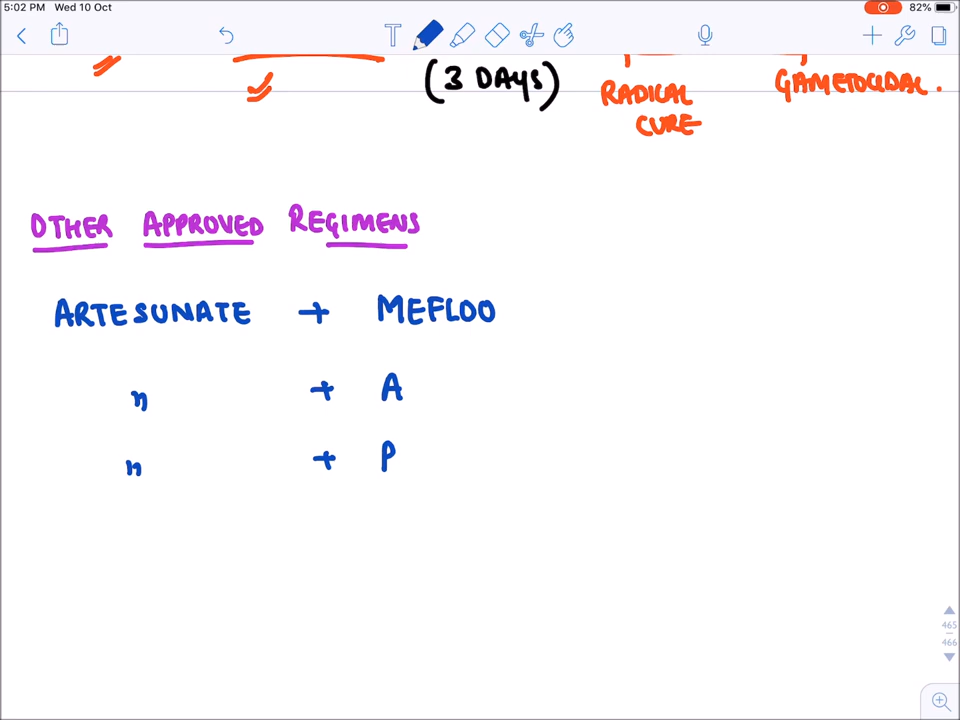 5:02 PM Wed 10 Oct 82%
T
(3 DAYS)
RADICAL
CURE
GAMETOCIDAL.
OTHER APPROVED REGIMENS
ARTESUNATE + MEFLOO
" + A
" + P
465
466